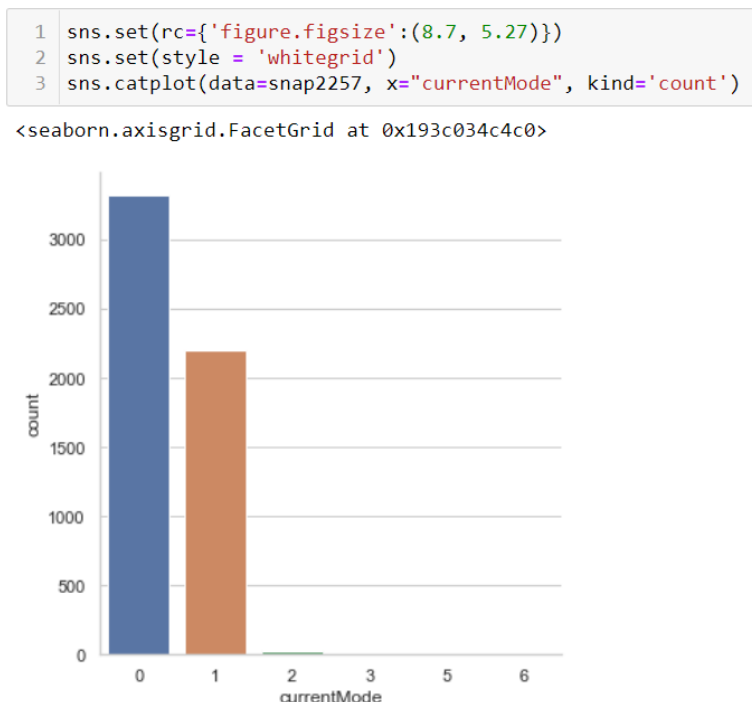 1 sns.set(rc={'figure.figsize':(8.7, 5.27)})
2 sns.set(style = 'whitegrid')
3 sns.catplot(data=snap2257, x="currentMode", kind='count')
<seaborn.axisgrid.FacetGrid at 0x193c034c4c0>
3000
2500
2000
count
1500
1000
500
0
0 1 2 3 5 6
currentMode